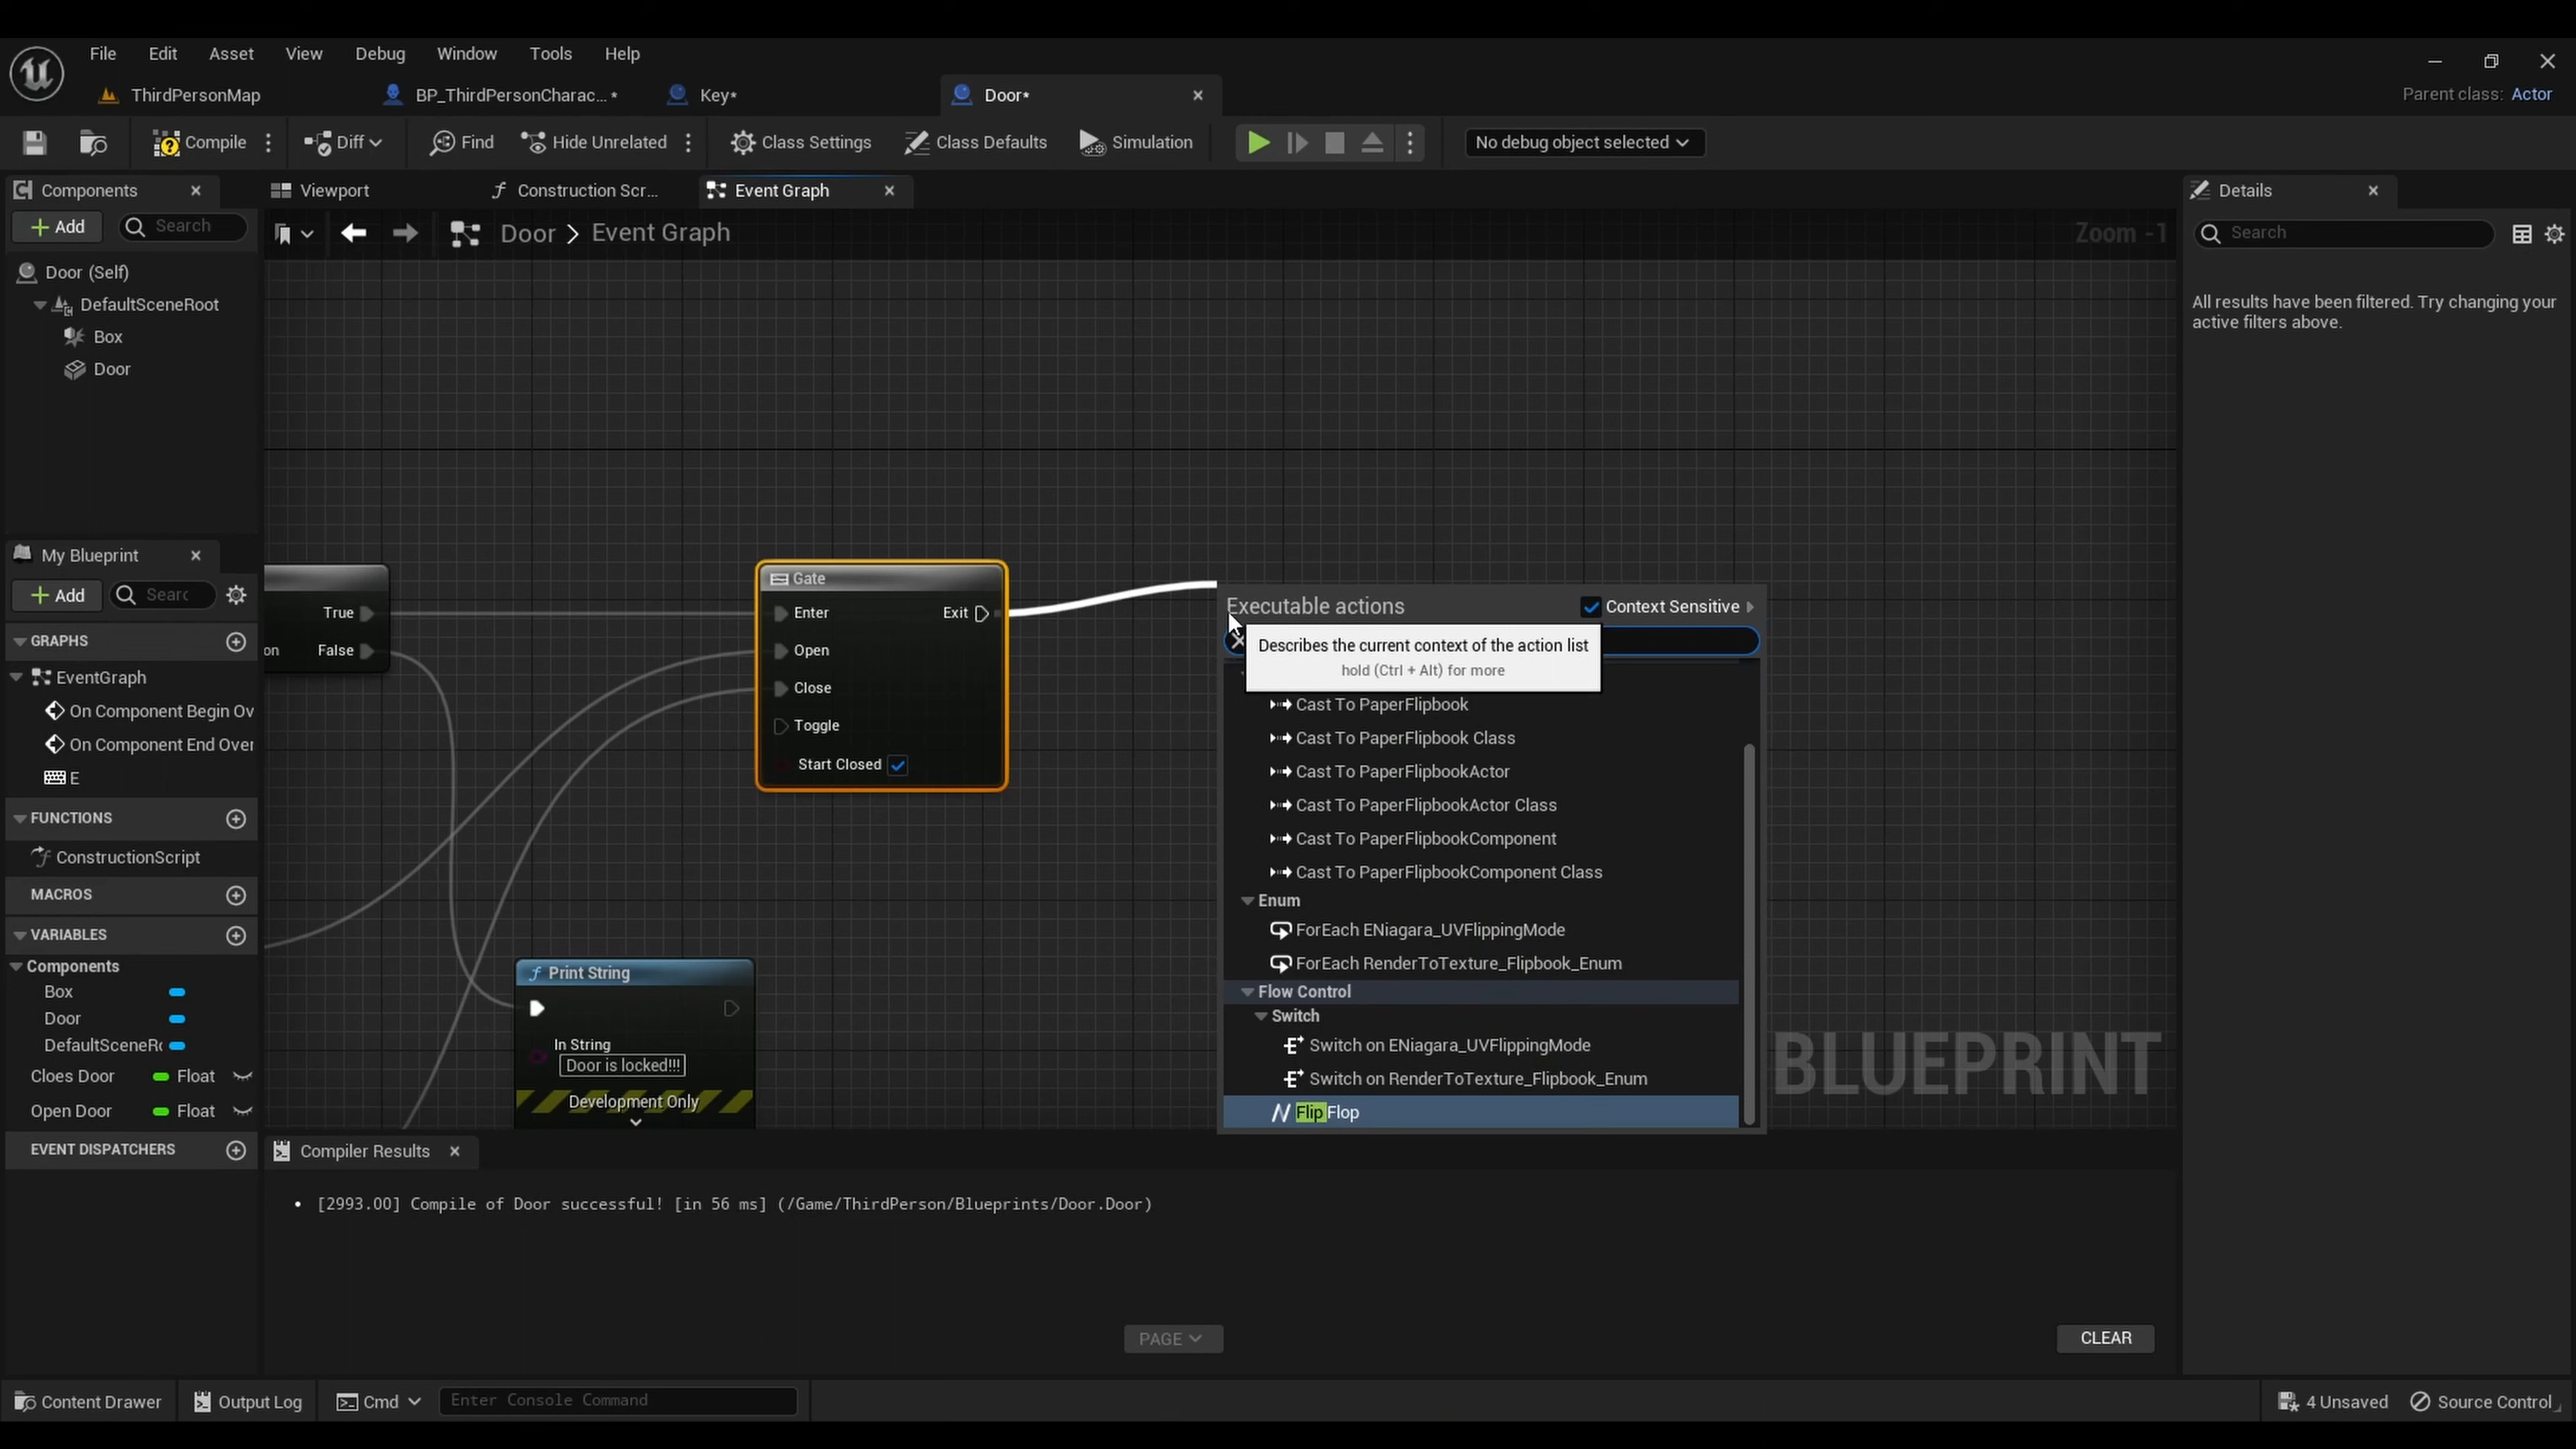 File Edit Asset View Debug Window Tools Help
ThirdPersonMap BP_ThirdPersonCharac...* Key* Door*
Parent class: Actor
Compile Diff Find Hide Unrelated Class Settings Class Defaults Simulation No debug object selected
Components Viewport Construction Scr... Event Graph Details
Add Search Door > Event Graph Zoom -1 Search
Door (Self)
DefaultSceneRoot
Box
Door
All results have been filtered. Try changing your
active filters above.
My Blueprint
Add Searc
GRAPHS
EventGraph
On Component Begin Ov
On Component End Over
E
FUNCTIONS
ConstructionScript
MACROS
VARIABLES
Components
Box
Door
DefaultSceneRo
Cloes Door Float
Open Door Float
EVENT DISPATCHERS
True
on False
Gate
Enter Exit
Open
Close
Toggle
Start Closed
Print String
In String
Door is locked!!!
Development Only
Executable actions Context Sensitive
Describes the current context of the action list
hold (Ctrl + Alt) for more
Cast To PaperFlipbook
Cast To PaperFlipbook Class
Cast To PaperFlipbookActor
Cast To PaperFlipbookActor Class
Cast To PaperFlipbookComponent
Cast To PaperFlipbookComponent Class
Enum
ForEach ENiagara_UVFlippingMode
ForEach RenderToTexture_Flipbook_Enum
Flow Control
Switch
Switch on ENiagara_UVFlippingMode
Switch on RenderToTexture_Flipbook_Enum
Flip Flop
BLUEPRINT
Compiler Results
• [2993.00] Compile of Door successful! [in 56 ms] (/Game/ThirdPerson/Blueprints/Door.Door)
PAGE CLEAR
Content Drawer Output Log Cmd Enter Console Command 4 Unsaved Source Control